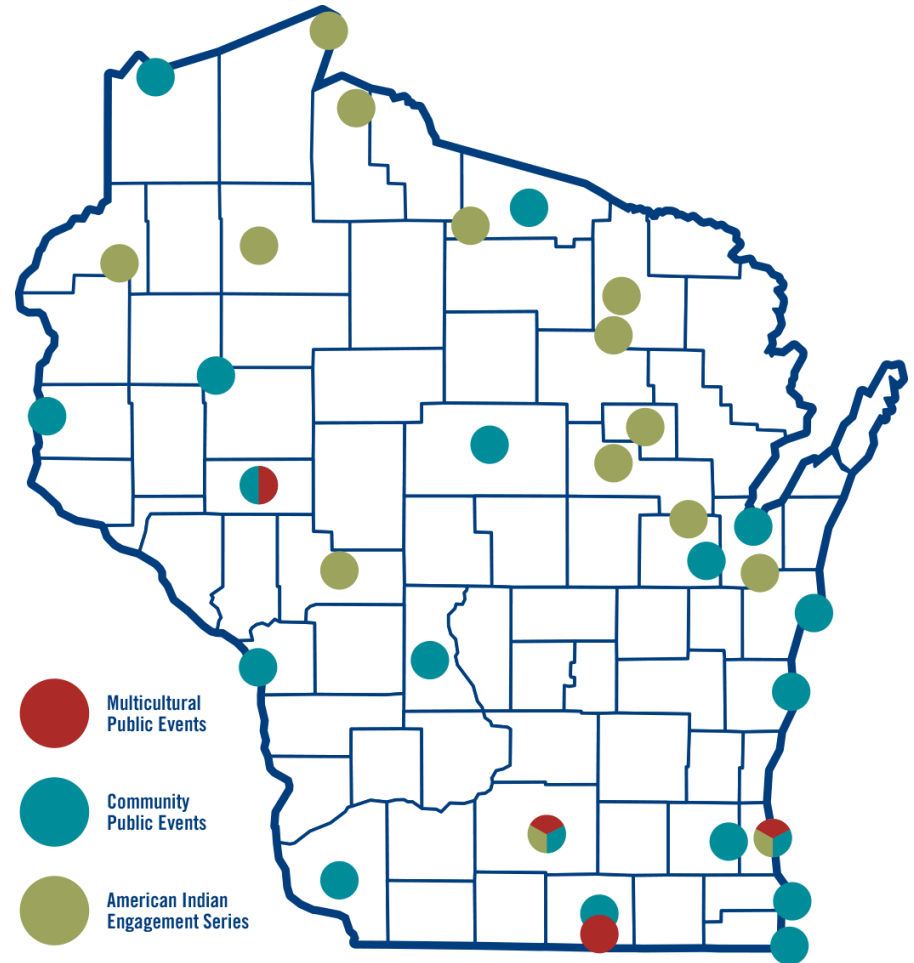 Multicultural
Public Events
Community
Public Events
American Indian
Engagement Series